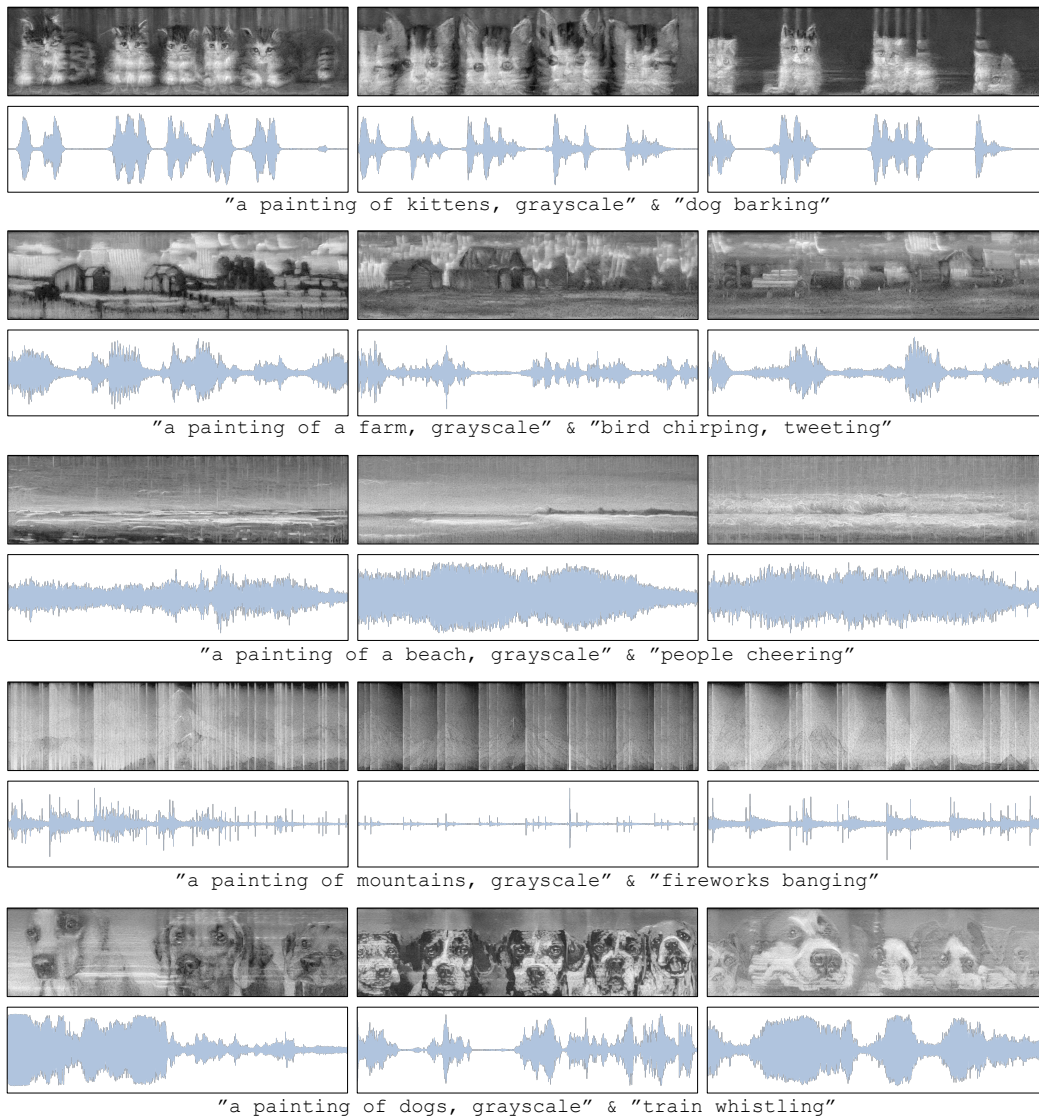 ”a painting of kittens, grayscale” & ”dog barking”
”a painting of a farm, grayscale” & ”bird chirping, tweeting”
”a painting of a beach, grayscale” & ”people cheering”
”a painting of mountains, grayscale” & ”fireworks banging”
”a painting of dogs, grayscale” & ”train whistling”